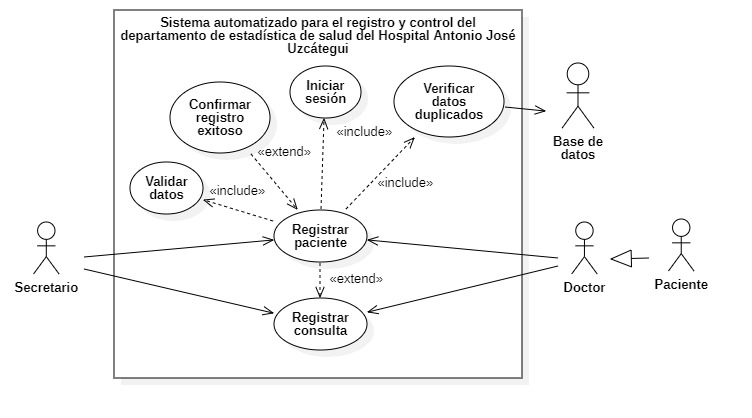 Sistema automatizado para el registro y control del
departamento de estadística de salud del Hospital Antonio José
Uzcátegui
Iniciar
sesión
Verificar
datos
duplicados
Confirmar
registro
exitoso
«include»
Base de
datos
«extend»
Validar
datos
«include»
«include»
Registrar
paciente
Secretario
Doctor
Paciente
«extend»
Registrar
consulta